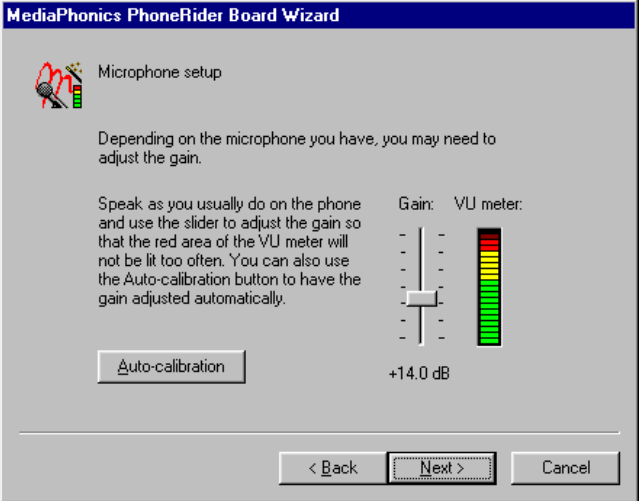 MediaPhonics PhoneRider Board Wizard
Microphone setup
Depending on the microphone you have, you may need to
adjust the gain.
Speak as you usually do on the phone
and use the slider to adjust the gain so
that the red area of the VU meter will
not be lit too often. You can also use
the Auto-calibration button to have the
gain adjusted automatically.
Gain: VU meter:
Auto-calibration
+14.0 dB
< Back Next > Cancel